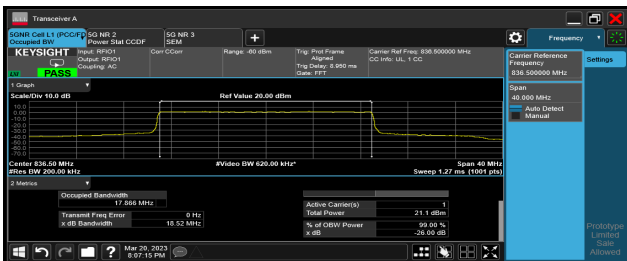 Transceiver A
5GNR Cell L1 (PCC/F)
Occupied BW
5G NR 2
Power Stat CCDF
5G NR 3
SEM
Frequency
KEYSIGHT
PASS
Input: RFIO1
Output: RFIO1
Coupling: AC
Corr CCorr
Range: -60 dBm
Trig: Prot Frame
Aligned
Trig Delay: 8.950 ms
Gate: FFT
Carrier Ref Freq: 836.500000 MHz
CC Info: UL, 1 CC
Carrier Reference
Frequency
836.500000 MHz
Settings
Span
40.000 MHz
Auto Detect
Manual
1 Graph
Scale/Div 10.0 dB
Ref Value 20.00 dBm
10.0
0.00
-10.0
-20.0
-30.0
-40.0
-50.0
-60.0
-70.0
Center 836.50 MHz
#Video BW 620.00 kHz*
Span 40 MHz
#Res BW 200.00 kHz
Sweep 1.27 ms (1001 pts)
2 Metrics
Occupied Bandwidth
17.866 MHz
Transmit Freq Error 0 Hz
x dB Bandwidth 18.52 MHz
Active Carrier(s) 1
Total Power 21.1 dBm
% of OBW Power 99.00 %
x dB -26.00 dB
Prototype
Limited
Sale
Allowed
?
Mar 20, 2023
8:07:15 PM